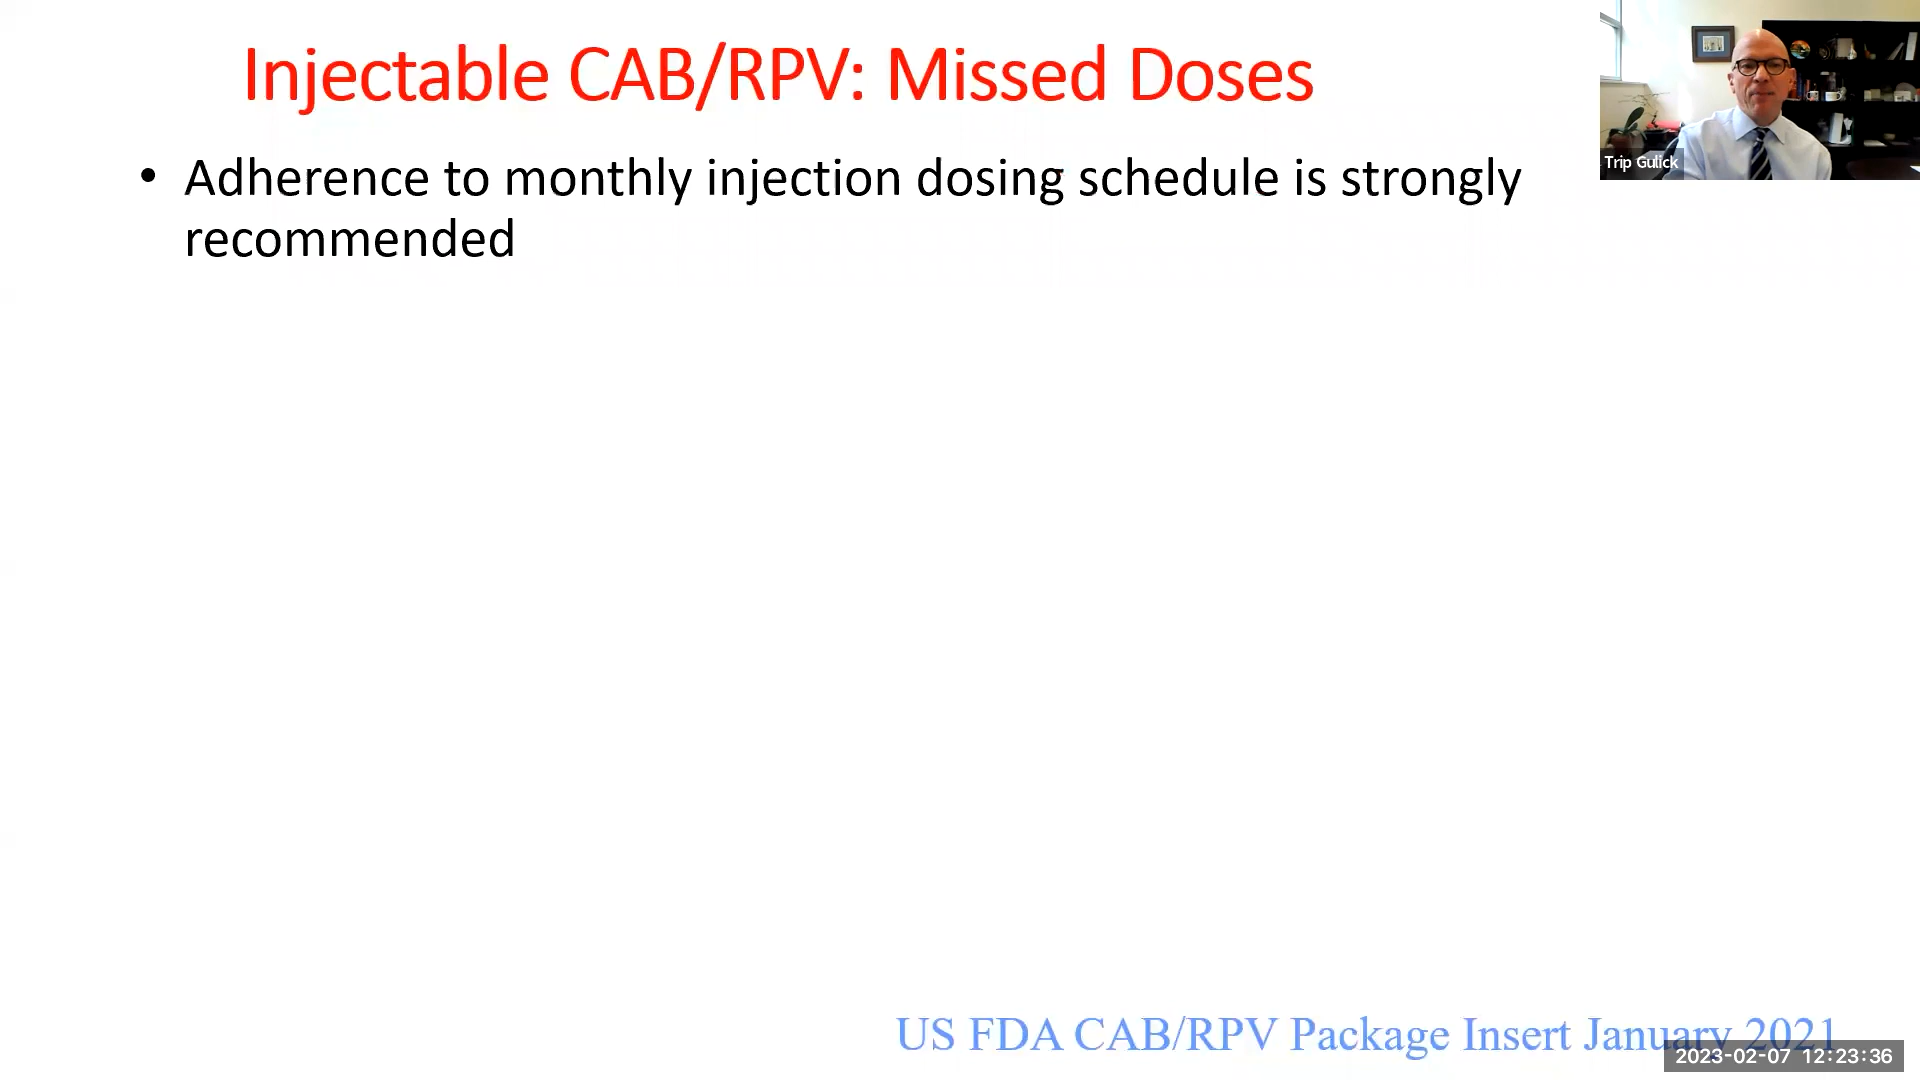 Injectable CAB/RPV: Missed Doses
Trip Gulick
• Adherence to monthly injection dosing schedule is strongly
recommended
US FDA CAB/RPV Package Insert January 2021
2023-02-07 12:23:36